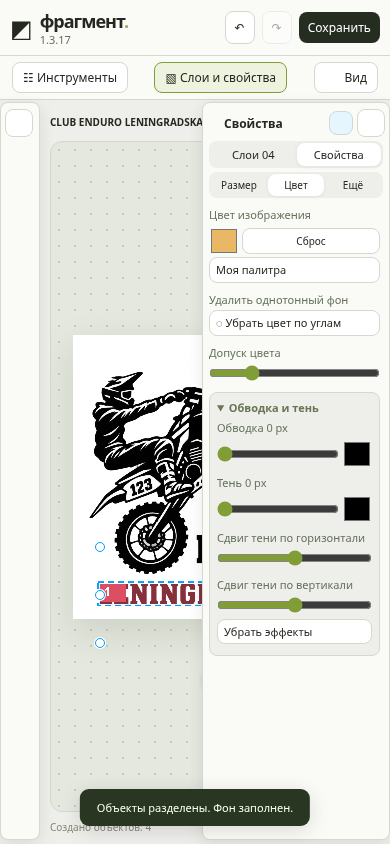 фрагмент.
1.3.17
Сохранить
Инструменты
Слои и свойства
Вид
CLUB ENDURO LENINGRADSKA
Свойства
Слои 04
Свойства
Размер
Цвет
Ещё
Цвет изображения
Сброс
Моя палитра
Удалить однотонный фон
Убрать цвет по углам
Допуск цвета
Обводка и тень
Обводка 0 px
Тень 0 px
Сдвиг тени по горизонтали
Сдвиг тени по вертикали
Убрать эффекты
123
NING
Объекты разделены. Фон заполнен.
Создано объектов: 4